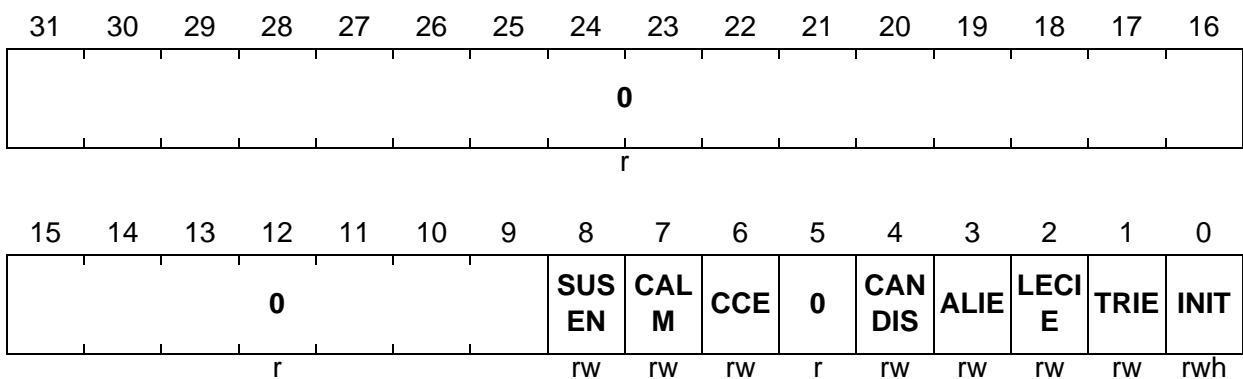 31 30 29 28 27 26 25 24 23 22 21 20 19 18 17 16
0
r
15 14 13 12 11 10 9 8 7 6 5 4 3 2 1 0
0 SUS EN CAL M CCE 0 CAN DIS ALIE LECI E TRIE INIT
r rw rw rw r rw rw rw rw rwh